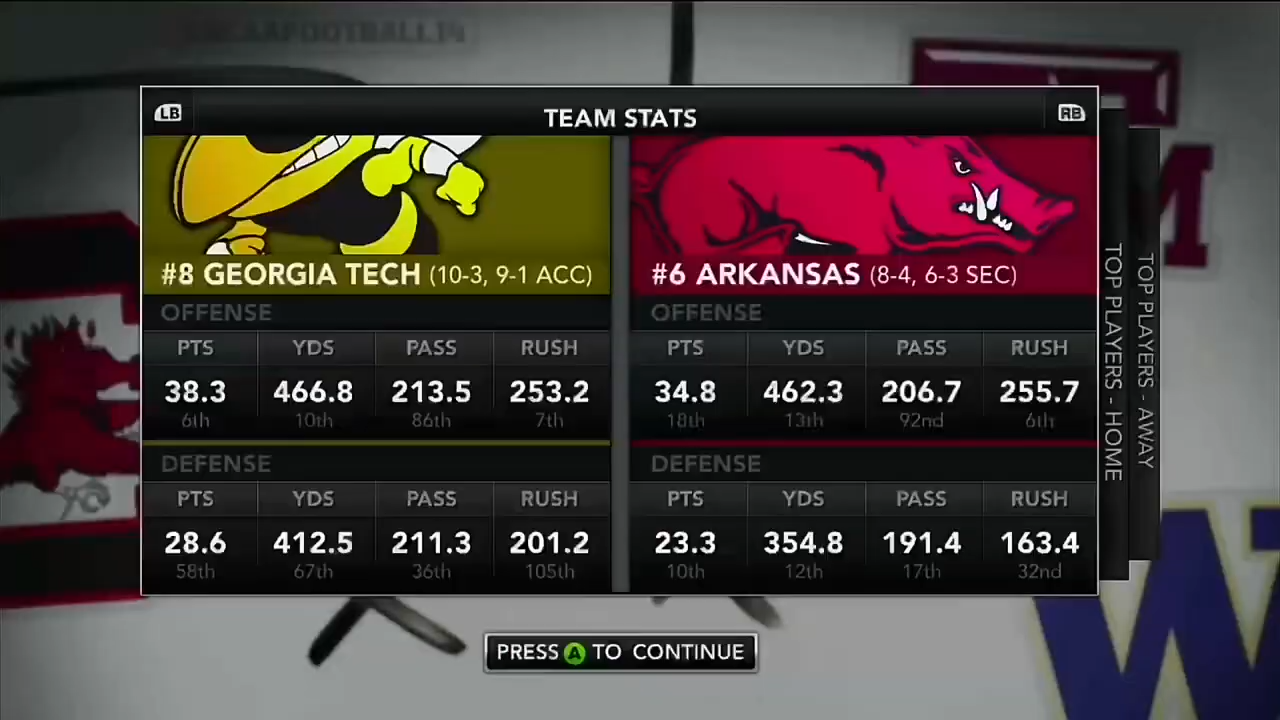 NCAAFOOTBALL14
LB
TEAM STATS
RB
#8 GEORGIA TECH (10-3, 9-1 ACC)
OFFENSE
PTS YDS PASS RUSH
38.3 466.8 213.5 253.2
6th 10th 86th 7th
DEFENSE
PTS YDS PASS RUSH
28.6 412.5 211.3 201.2
58th 67th 36th 105th
#6 ARKANSAS (8-4, 6-3 SEC)
OFFENSE
PTS YDS PASS RUSH
34.8 462.3 206.7 255.7
18th 13th 92nd 6th
DEFENSE
PTS YDS PASS RUSH
23.3 354.8 191.4 163.4
10th 12th 17th 32nd
TOP PLAYERS - HOME
TOP PLAYERS - AWAY
PRESS A TO CONTINUE
M
W